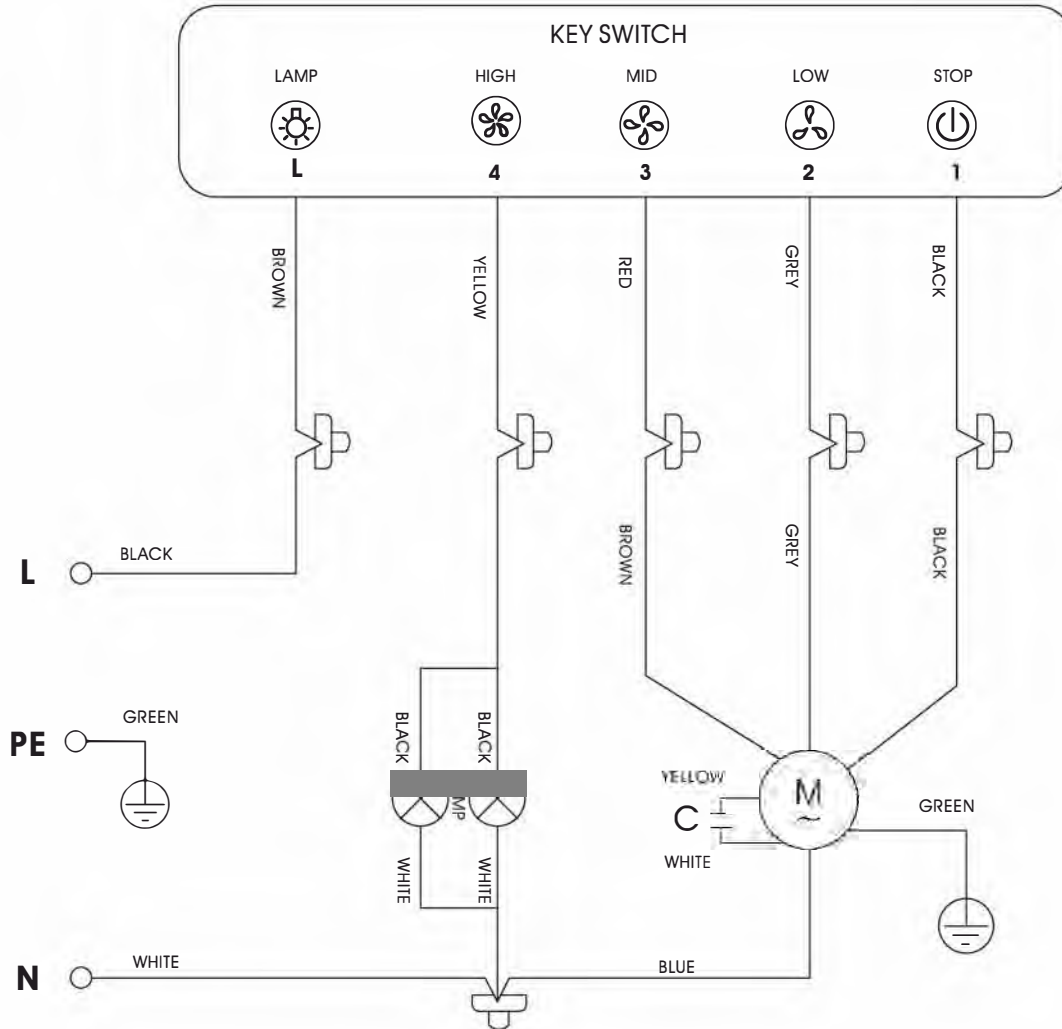 KEY SWITCH
LAMP HIGH MID LOW STOP
L 4 3 2 1
BROWN YELLOW RED GREY BLACK
BROWN GREY BLACK
L BLACK
PE GREEN
BLACK BLACK
YELLOW
M
C
GREEN
MP
WHITE
WHITE WHITE
N WHITE
BLUE